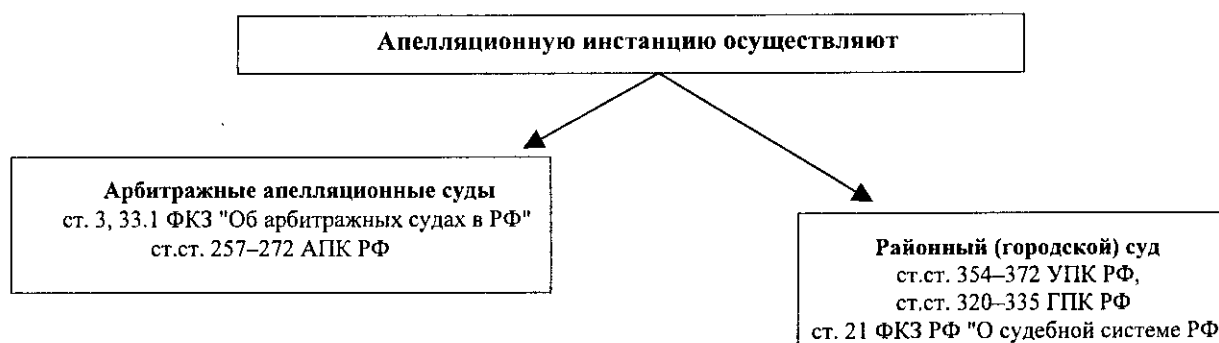 Апелляционную инстанцию осуществляют
Арбитражные апелляционные суды
ст. 3, 33.1 ФКЗ "Об арбитражных судах в РФ"
ст.ст. 257–272 АПК РФ
Районный (городской) суд
ст.ст. 354–372 УПК РФ,
ст.ст. 320–335 ГПК РФ
ст. 21 ФКЗ РФ "О судебной системе РФ